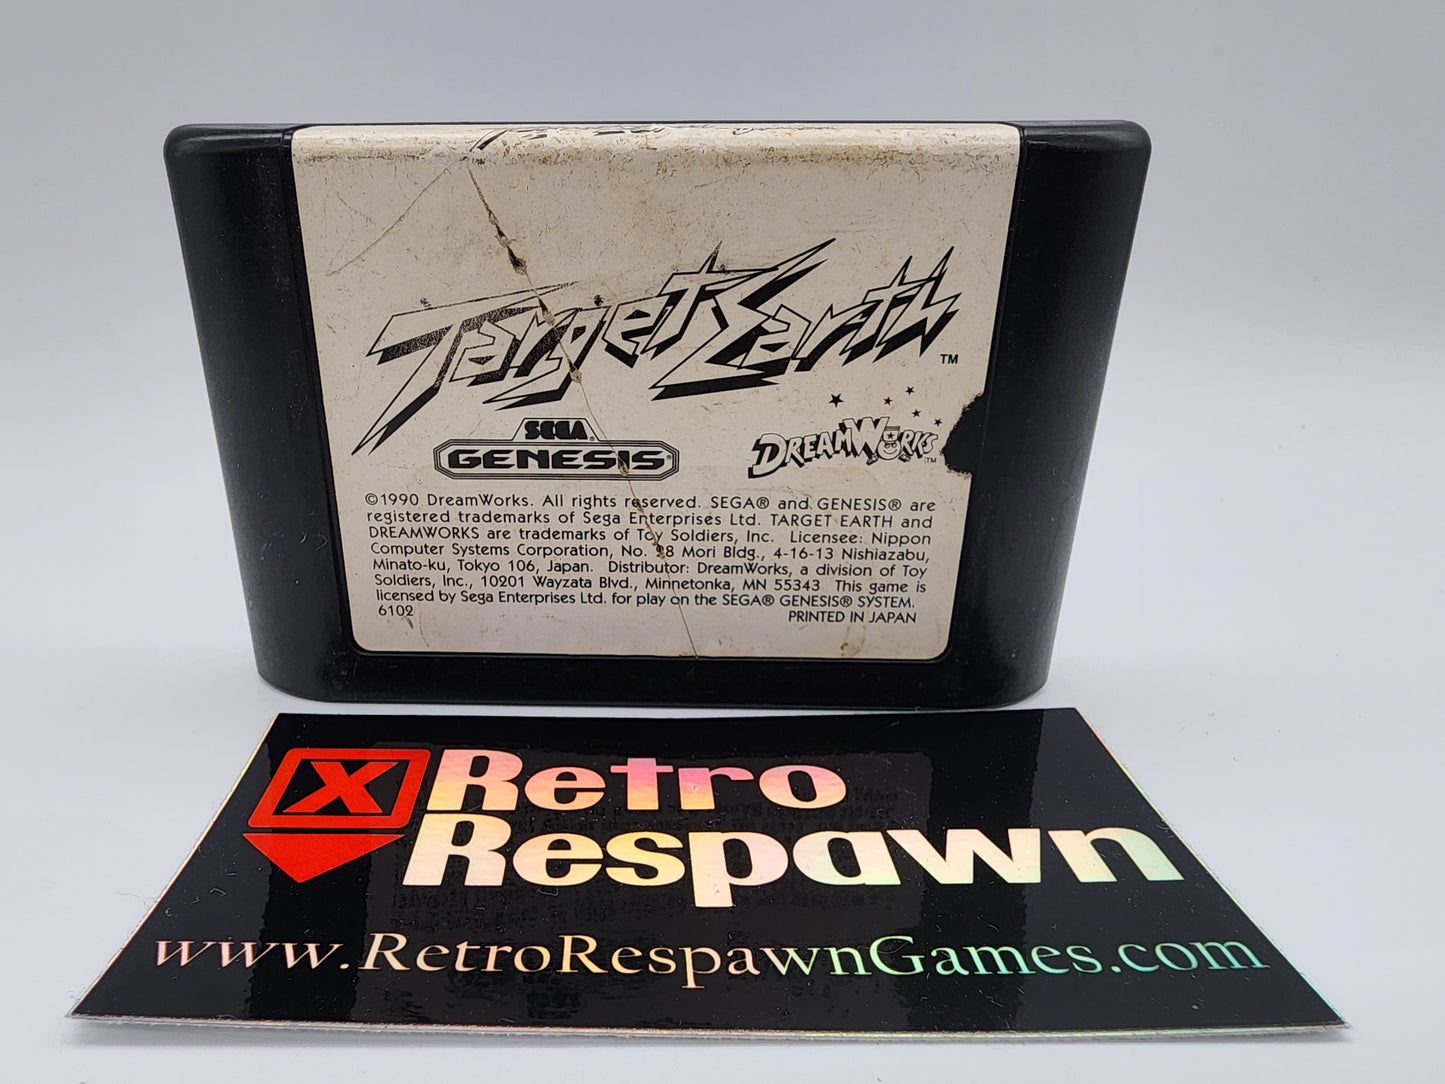 Target Earth
TM
SEGA
GENESIS
DREAMWORKS
TM
©1990 DreamWorks. All rights reserved. SEGA® and GENESIS® are
registered trademarks of Sega Enterprises Ltd. TARGET EARTH and
DREAMWORKS are trademarks of Toy Soldiers, Inc. Licensee: Nippon
Computer Systems Corporation, No. 8 Mori Bldg., 4-16-13 Nishiazabu,
Minato-ku, Tokyo 106, Japan. Distributor: DreamWorks, a division of Toy
Soldiers, Inc., 10201 Wayzata Blvd., Minnetonka, MN 55343 This game is
licensed by Sega Enterprises Ltd. for play on the SEGA® GENESIS® SYSTEM.
6102
PRINTED IN JAPAN
X Retro
Respawn
www.RetroRespawnGames.com